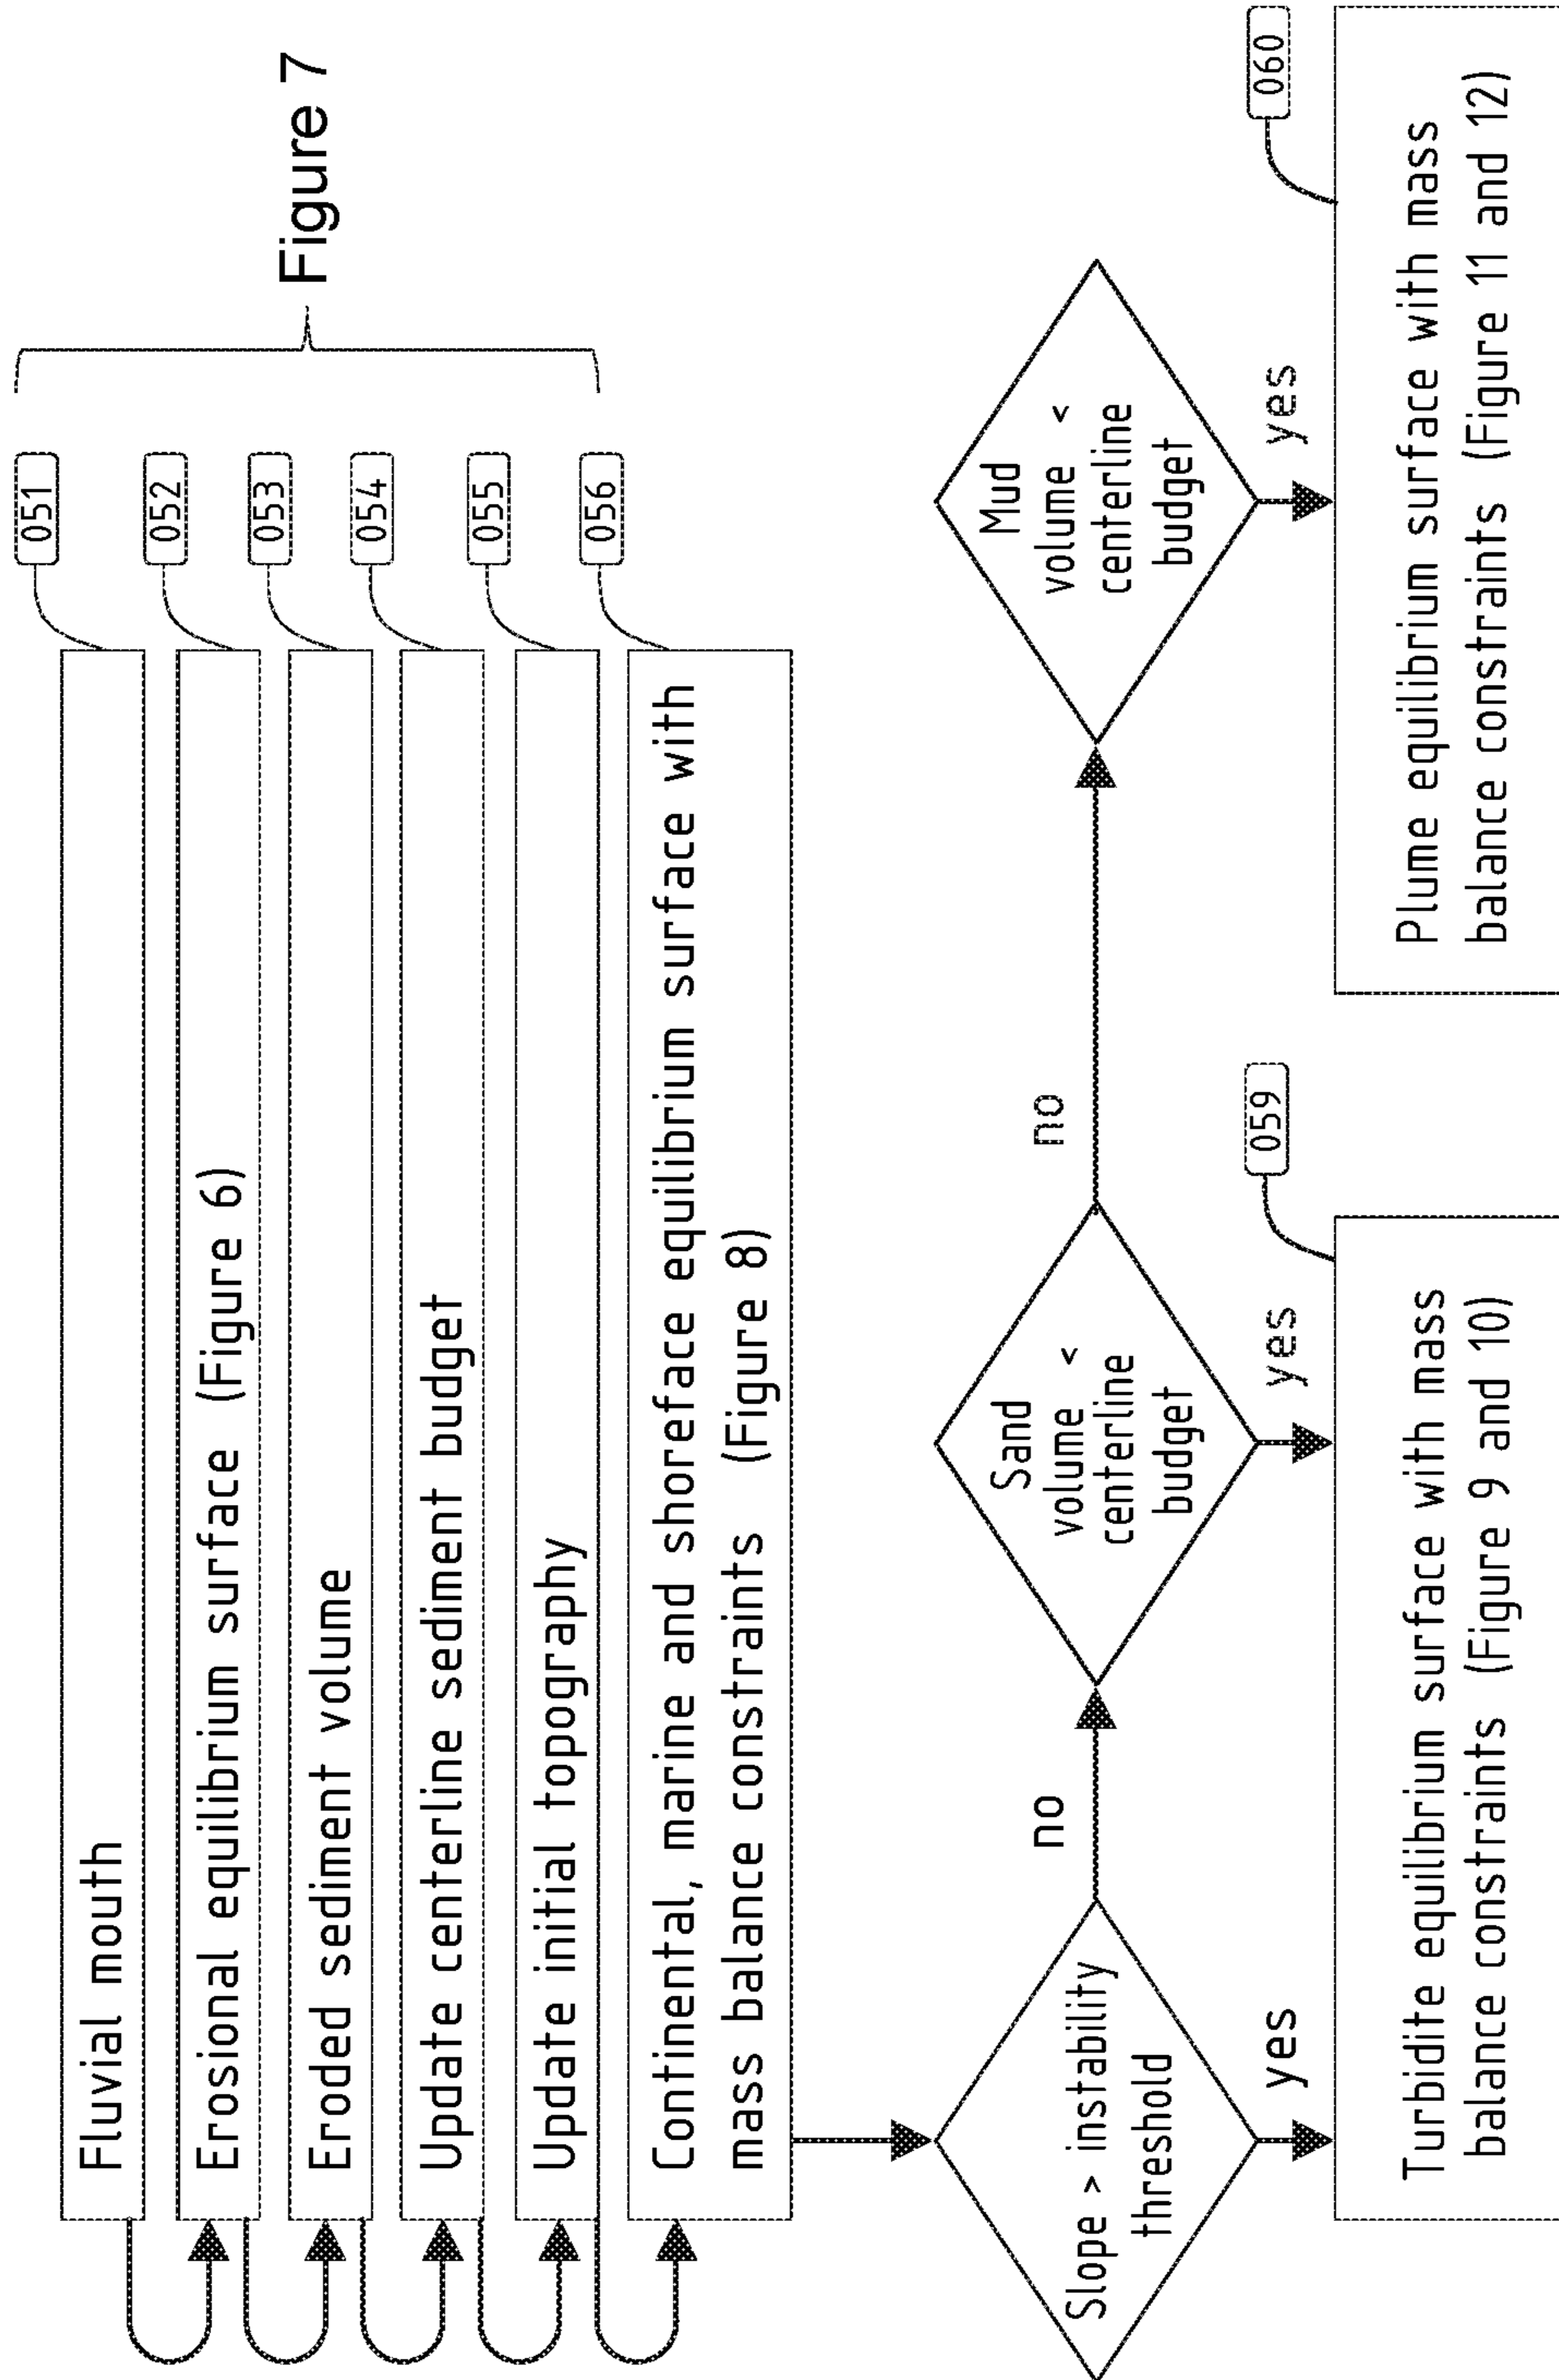 Fluvial mouth
051
Erosional equilibrium surface (Figure 6)
052
Eroded sediment volume
053
Update centerline sediment budget
054
Update initial topography
055
Continental, marine and shoreface equilibrium surface with
mass balance constraints (Figure 8)
056
Figure 7
Slope > instability
threshold
no
Sand
volume <
centerline
budget
no
Mud
volume <
centerline
budget
yes
yes
yes
Turbidite equilibrium surface with mass
balance constraints (Figure 9 and 10)
059
Plume equilibrium surface with mass
balance constraints (Figure 11 and 12)
060